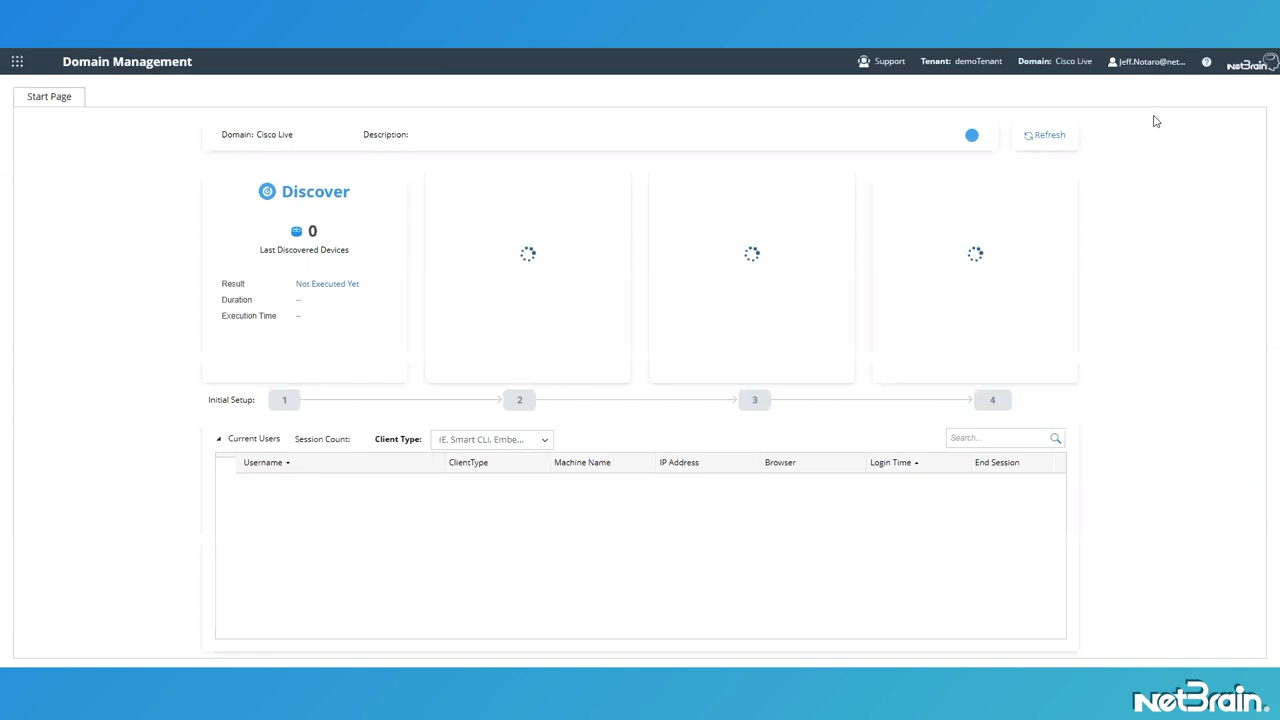 Domain Management
Support Tenant: demoTenant Domain: Cisco Live Jeff.Notaro@net... ? NetBrain
Start Page
Domain: Cisco Live Description: Refresh
Discover
0
Last Discovered Devices
Result Not Executed Yet
Duration --
Execution Time --
Initial Setup: 1 2 3 4
Current Users Session Count: Client Type: IE, Smart CLI, Embe... Search...
Username ClientType Machine Name IP Address Browser Login Time End Session
NetBrain